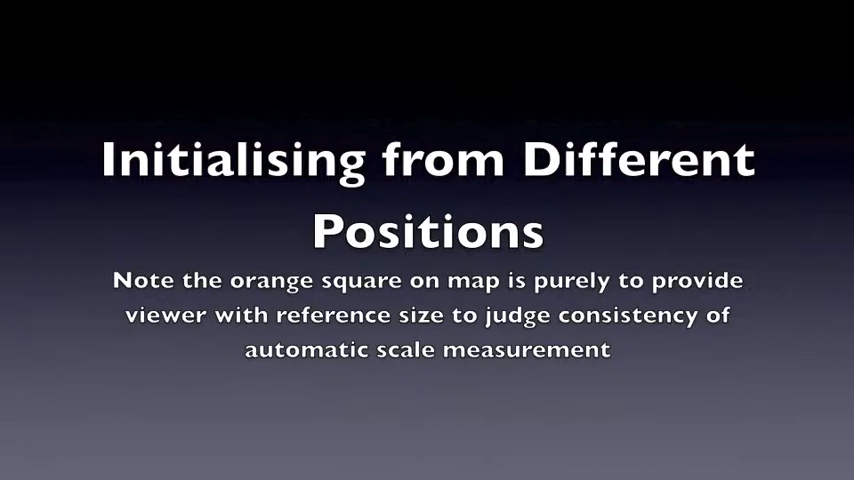 Initialising from Different
Positions
Note the orange square on map is purely to provide
viewer with reference size to judge consistency of
automatic scale measurement